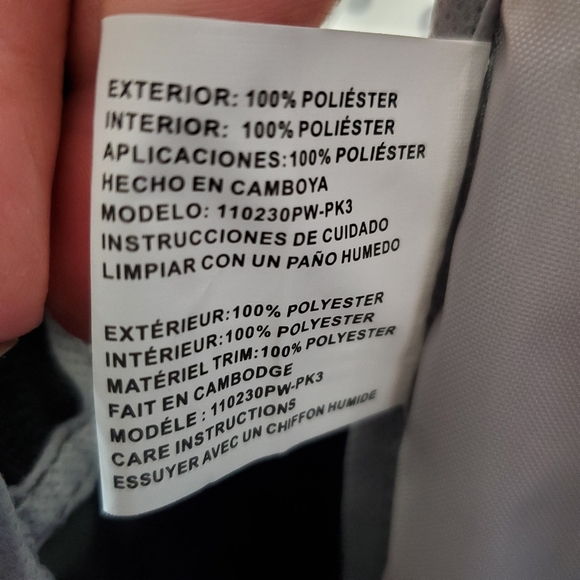 EXTERIOR: 100% POLIÉSTER
INTERIOR: 100% POLIÉSTER
APLICACIONES:100% POLIÉSTER
HECHO EN CAMBOYA
MODELO: 110230PW-PK3
INSTRUCCIONES DE CUIDADO
LIMPIAR CON UN PAÑO HUMEDO
EXTÉRIEUR:100% POLYESTER
INTÉRIEUR:100% POLYESTER
MATÉRIEL TRIM:100% POLYESTER
FAIT EN CAMBODGE
MODÉLE : 110230PW-PK3
CARE INSTRUCTIONS
ESSUYER AVEC UN CHIFFON HUMIDE